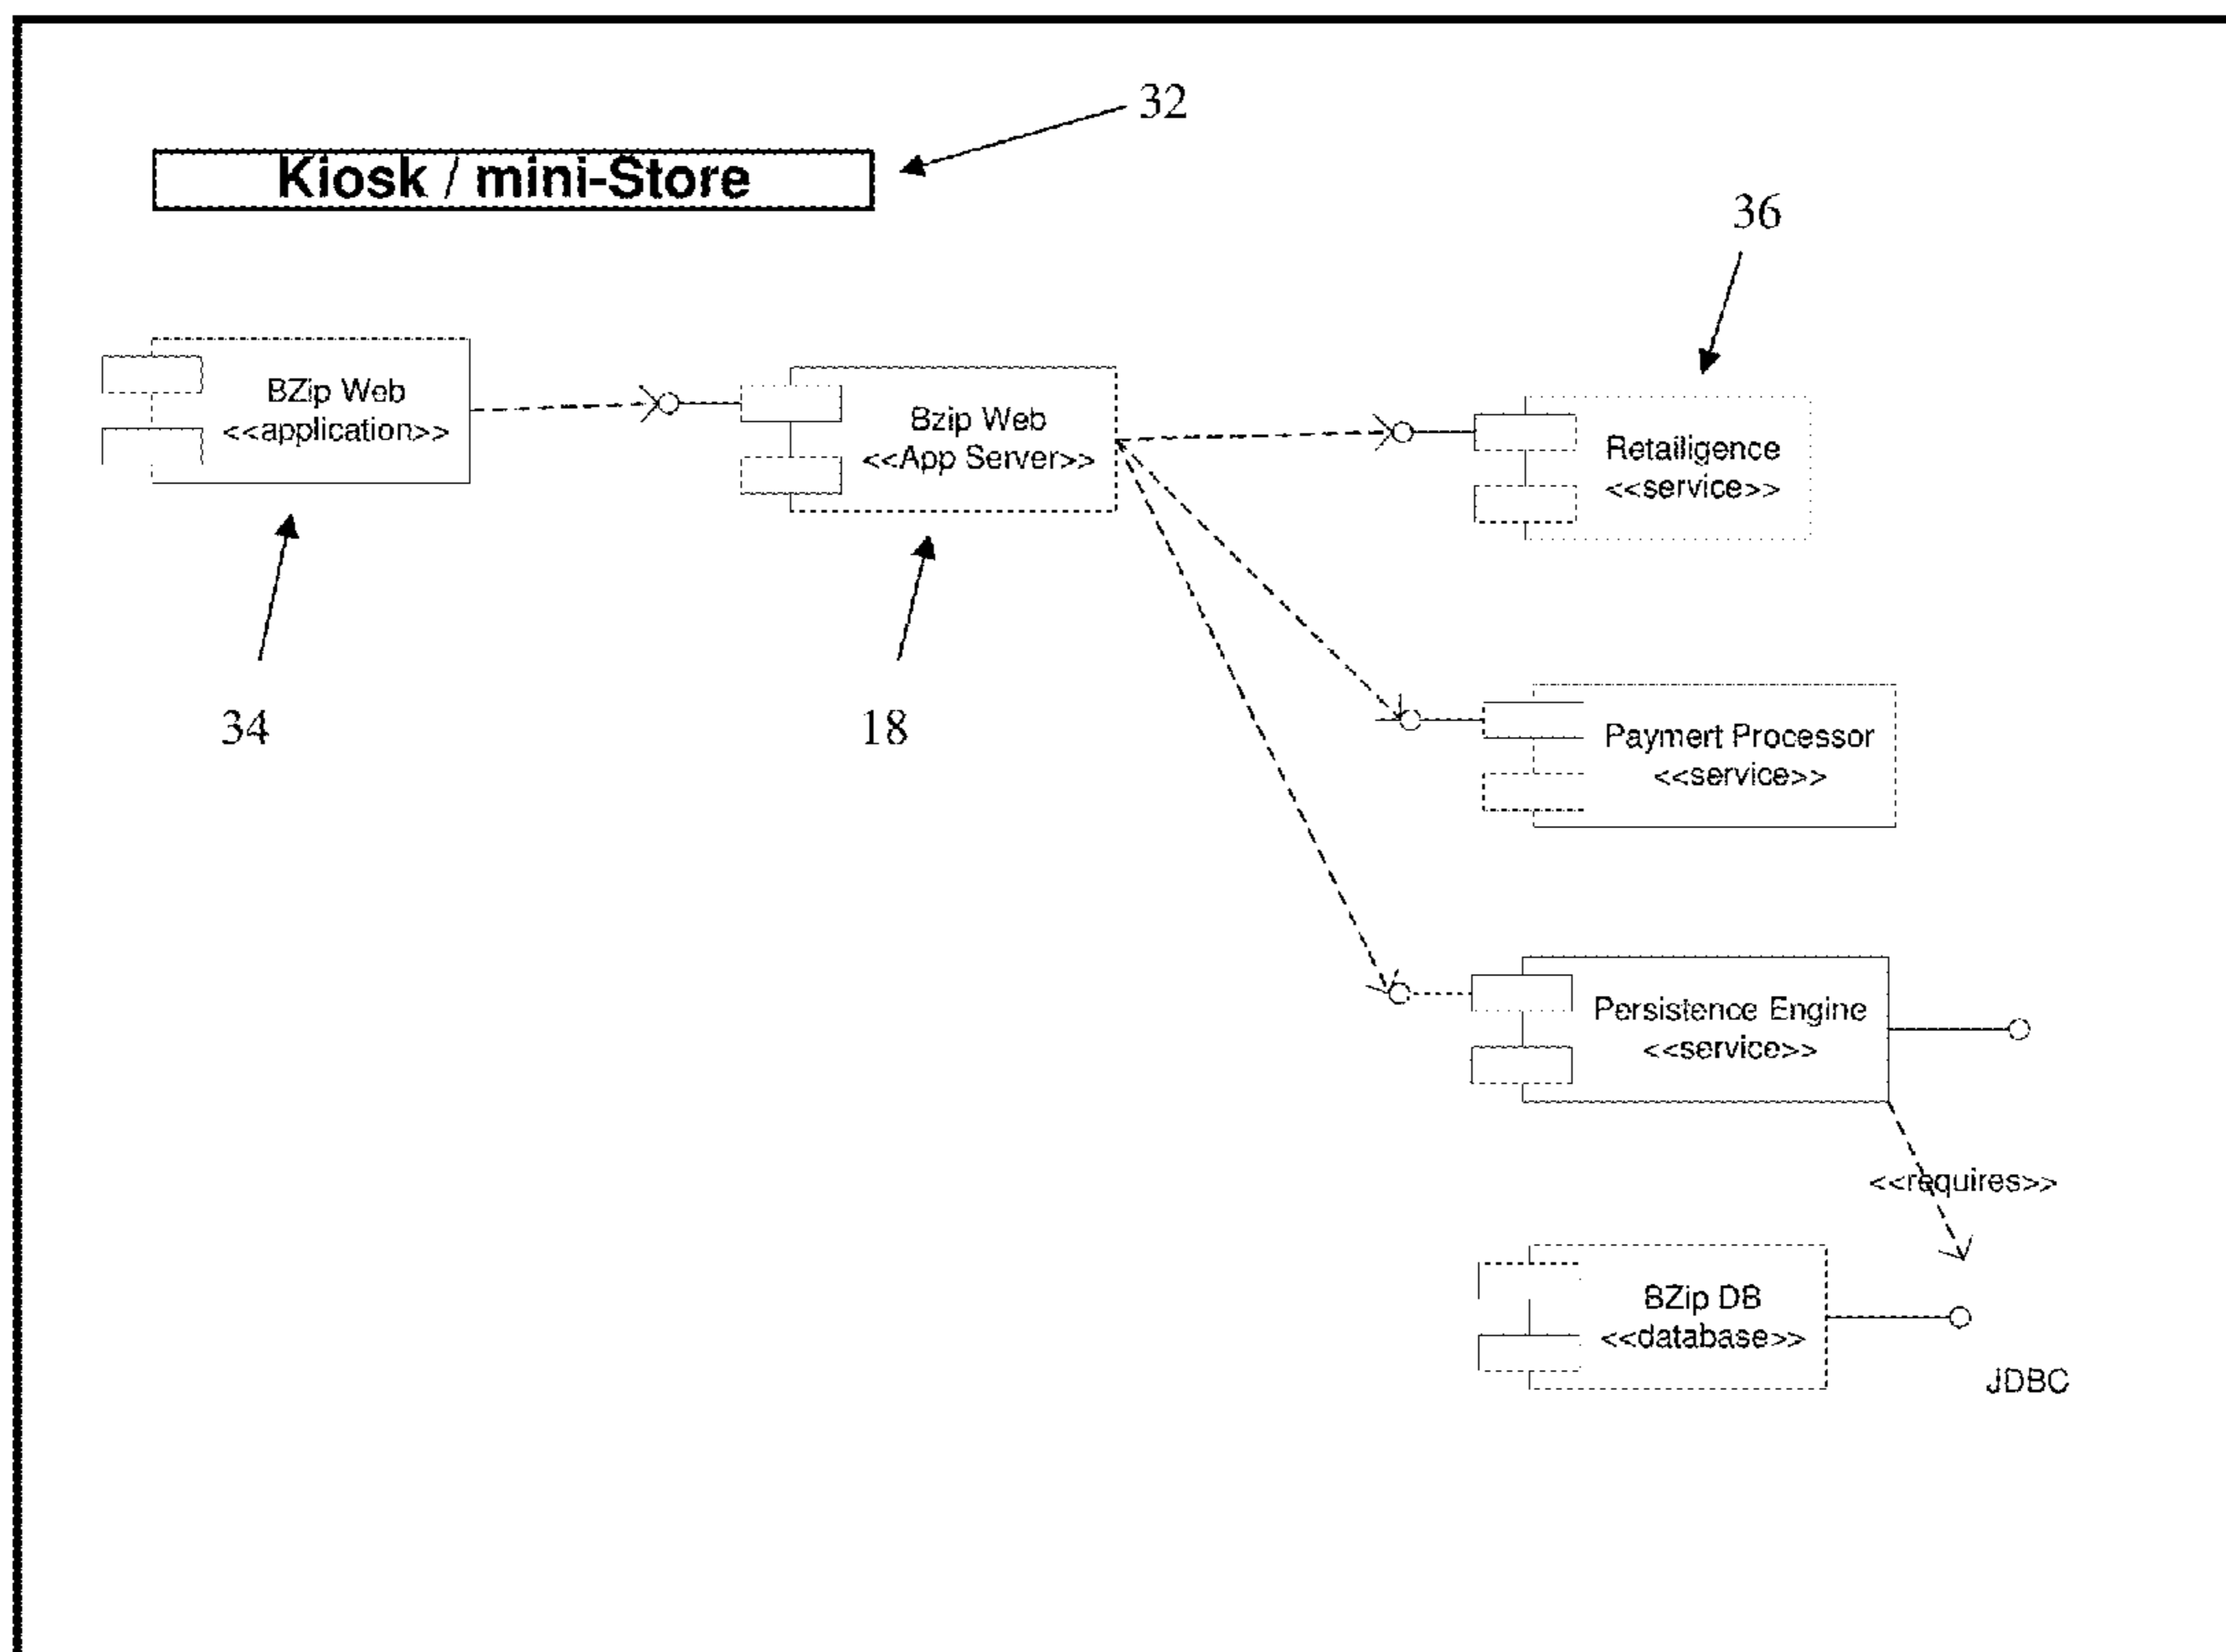 32
Kiosk / mini-Store
36
BZip Web
<<application>>
Bzip Web
<<App Server>>
Retailigence
<<service>>
34
18
Paymert Processor
<<service>>
Persistence Engine
<<service>>
<<requires>>
BZip DB
<<database>>
JDBC